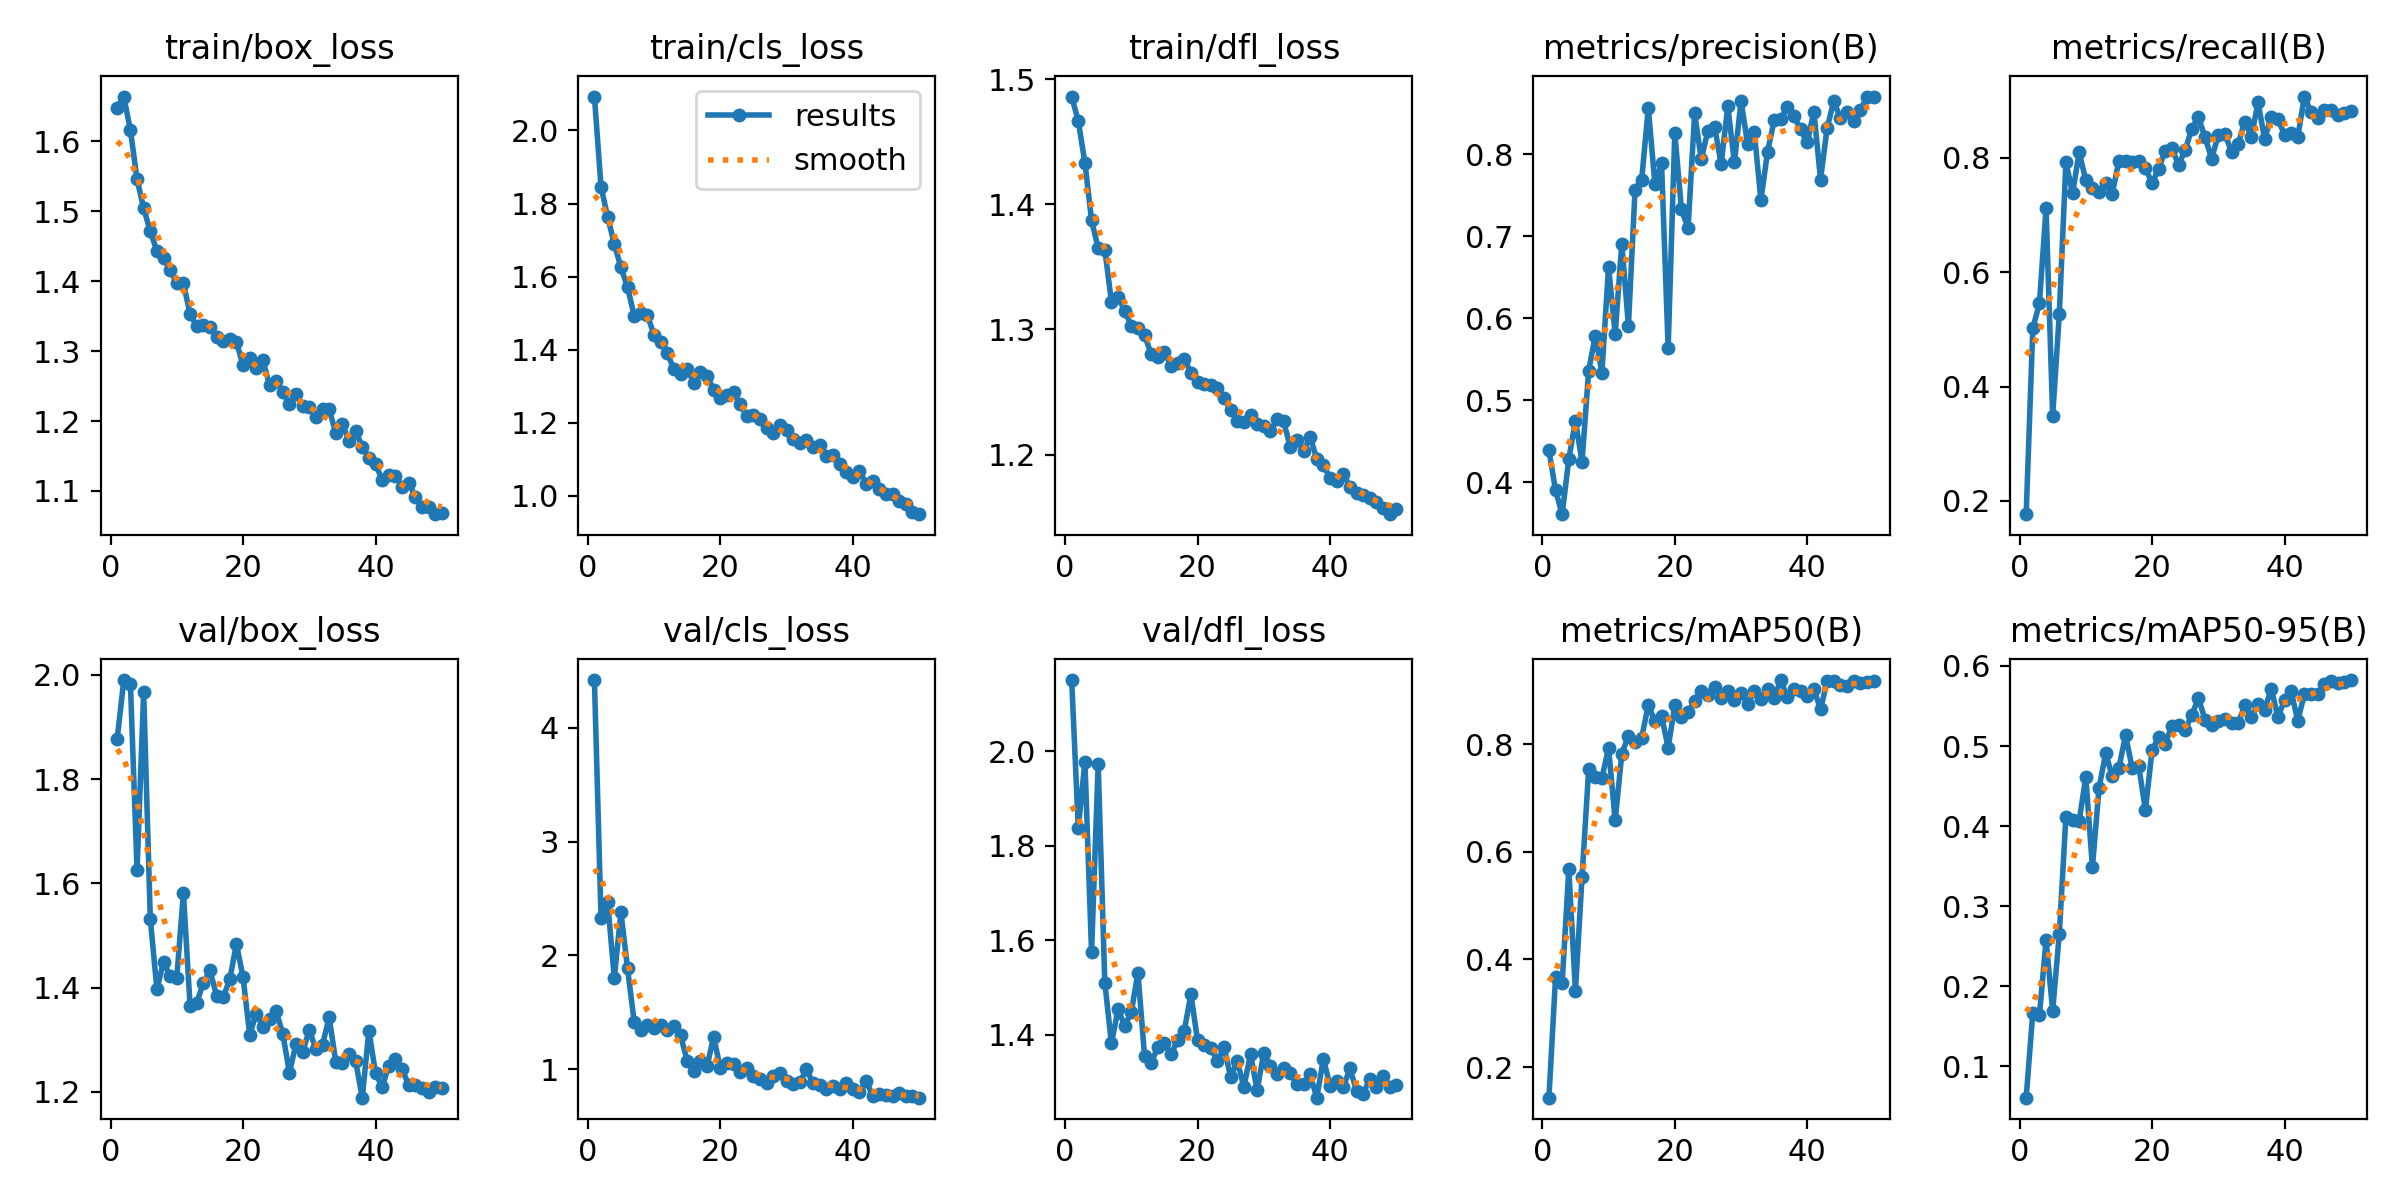 train/box_loss
1.6
1.5
1.4
1.3
1.2
1.1
0 20 40
train/cls_loss
results
smooth
2.0
1.8
1.6
1.4
1.2
1.0
0 20 40
train/dfl_loss
1.5
1.4
1.3
1.2
0 20 40
metrics/precision(B)
0.8
0.7
0.6
0.5
0.4
0 20 40
metrics/recall(B)
0.8
0.6
0.4
0.2
0 20 40
val/box_loss
2.0
1.8
1.6
1.4
1.2
0 20 40
val/cls_loss
4
3
2
1
0 20 40
val/dfl_loss
2.0
1.8
1.6
1.4
0 20 40
metrics/mAP50(B)
0.8
0.6
0.4
0.2
0 20 40
metrics/mAP50-95(B)
0.6
0.5
0.4
0.3
0.2
0.1
0 20 40